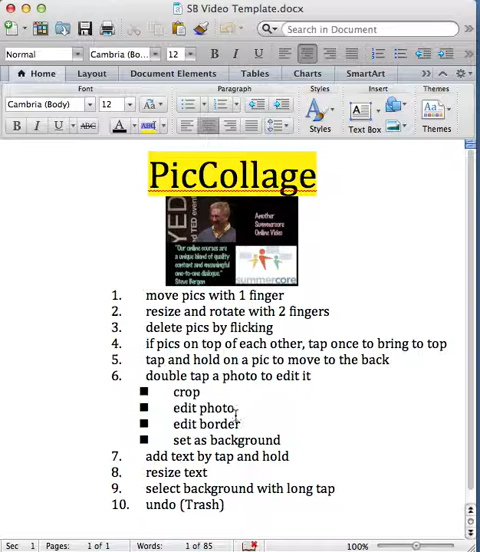 SB Video Template.docx
Search in Document
Normal Cambria (Bo... 12 B I U
Home Layout Document Elements Tables Charts SmartArt
Font Paragraph Styles Insert Themes
Cambria (Body) 12 Aa
B I U ABC A ABC Styles Text Box Themes
PicCollage
YED
and TED even
Another
Summercore
Online Video
"Our online courses are
a unique blend of quality
content and meaningful
one-to-one dialogue."
Steve Bergen
summercore
1. move pics with 1 finger
2. resize and rotate with 2 fingers
3. delete pics by flicking
4. if pics on top of each other, tap once to bring to top
5. tap and hold on a pic to move to the back
6. double tap a photo to edit it
■ crop
■ edit photo
■ edit border
■ set as background
7. add text by tap and hold
8. resize text
9. select background with long tap
10. undo (Trash)
Sec 1 Pages: 1 of 1 Words: 1 of 85 100%